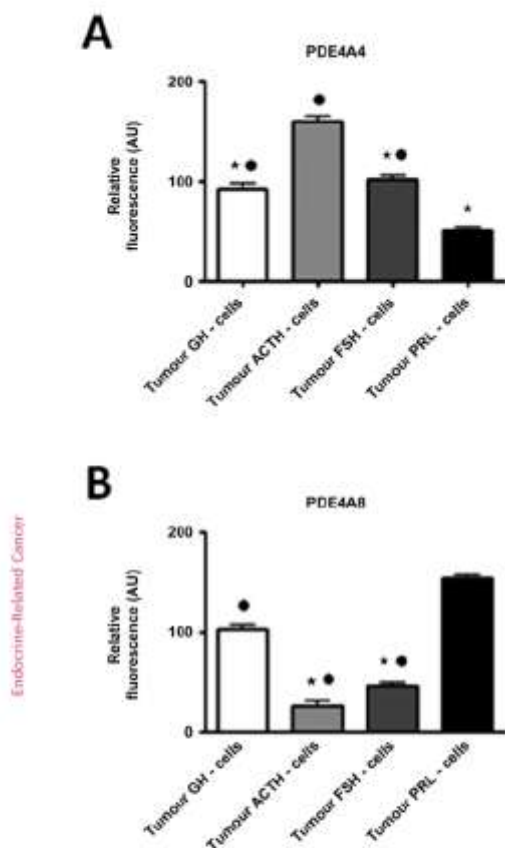 A
PDE4A4
Relative
fluorescence (AU)
200
100
0
Tumour GH - cells
Tumour ACTH - cells
Tumour FSH - cells
Tumour PRL - cells
B
PDE4A8
Relative
fluorescence (AU)
200
100
0
Tumour GH - cells
Tumour ACTH - cells
Tumour FSH - cells
Tumour PRL - cells
Endocrine-Related Cancer